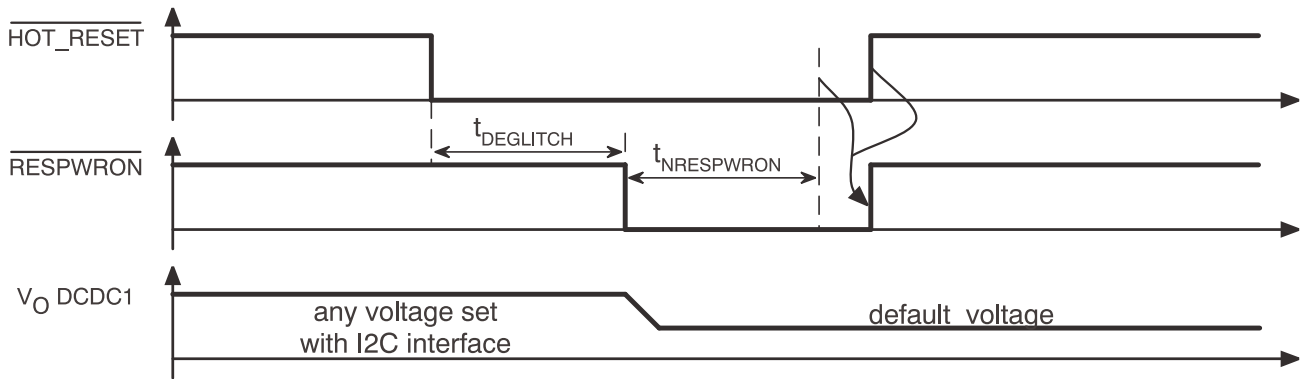 HOT_RESET
tDEGLITCH
RESPWRON
tNRESPWRON
VO DCDC1
any voltage set
with I2C interface
default voltage